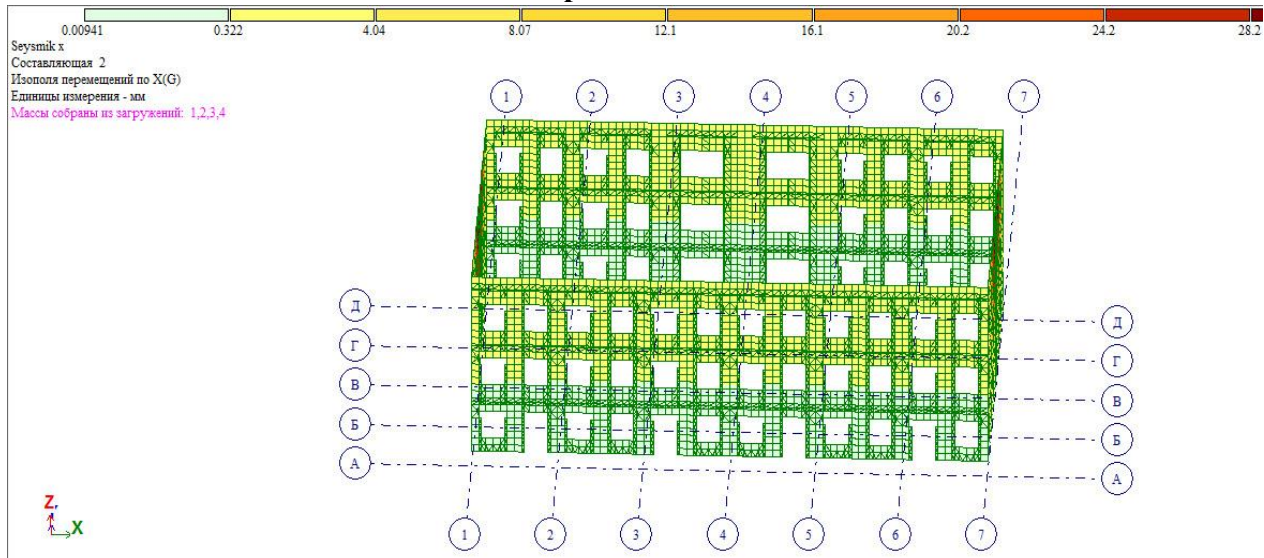 0.00941 0.322 4.04 8.07 12.1 16.1 20.2 24.2 28.2
Seysmik x
Составляющая 2
Изополя перемещений по X(G)
Единицы измерения - мм
Массы собраны из загружений: 1,2,3,4
1 2 3 4 5 6 7
Д Д
Г Г
В В
Б Б
А А
Z,
Y
X
1 2 3 4 5 6 7